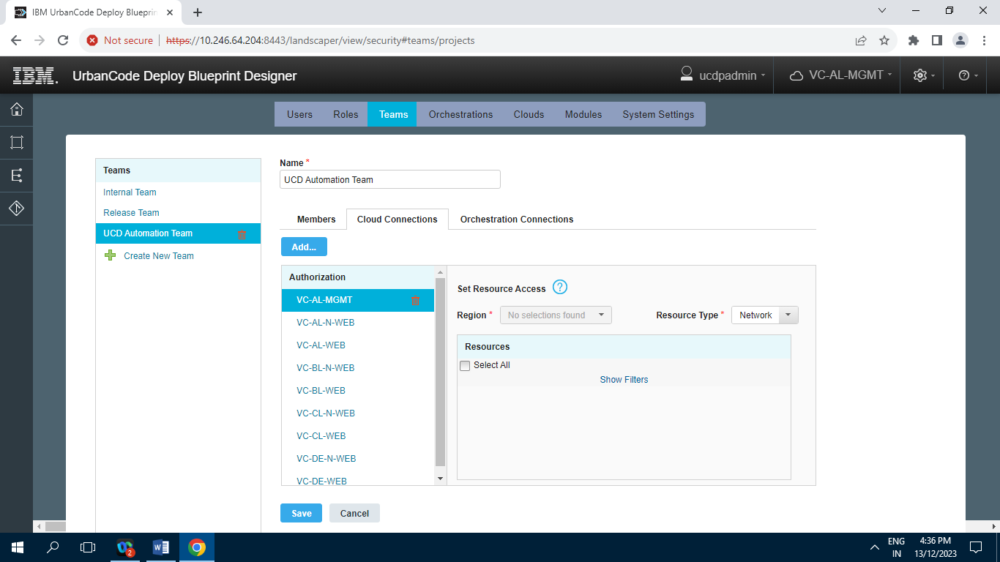 IBM UrbanCode Deploy Blueprin
Not secure https://10.246.64.204:8443/landscaper/view/security#teams/projects
IBM. UrbanCode Deploy Blueprint Designer ucdpadmin VC-AL-MGMT
Users Roles Teams Orchestrations Clouds Modules System Settings
Teams
Internal Team
Release Team
UCD Automation Team
Create New Team
Name *
UCD Automation Team
Members Cloud Connections Orchestration Connections
Add...
Authorization
VC-AL-MGMT
VC-AL-N-WEB
VC-AL-WEB
VC-BL-N-WEB
VC-BL-WEB
VC-CL-N-WEB
VC-CL-WEB
VC-DE-N-WEB
VC-DE-WEB
Set Resource Access ?
Region * No selections found Resource Type * Network
Resources
Select All
Show Filters
Save Cancel
2
W
ENG
IN
4:36 PM
13/12/2023